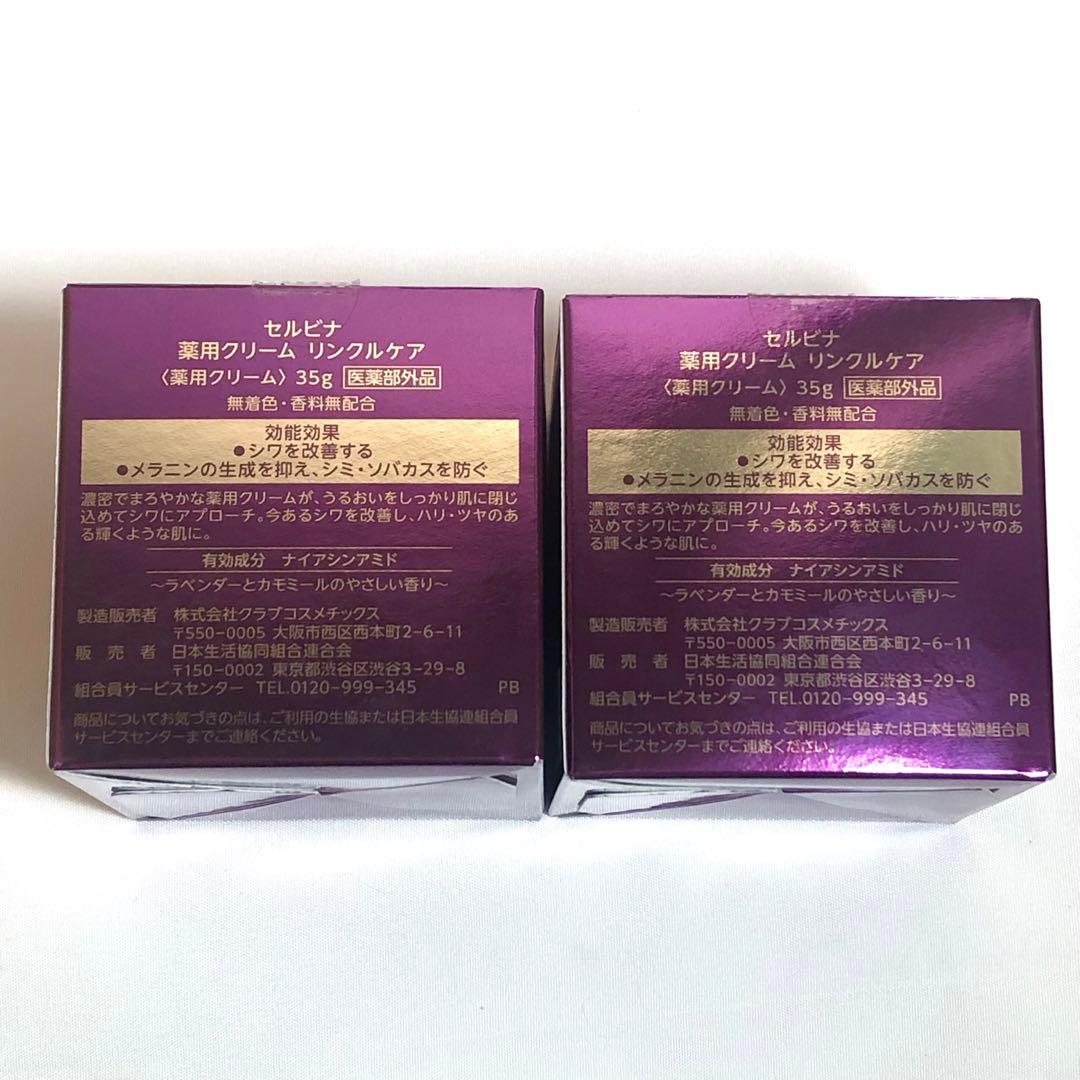 セルビナ
薬用クリーム リンクルケア
〈薬用クリーム〉35g 医薬部外品
無着色・香料無配合
効能効果
●シワを改善する
●メラニンの生成を抑え、シミ・ソバカスを防ぐ
濃密でまろやかな薬用クリームが、うるおいをしっかり肌に閉じ
込めてシワにアプローチ。今あるシワを改善し、ハリ・ツヤのあ
る輝くような肌に。
有効成分 ナイアシンアミド
〜ラベンダーとカモミールのやさしい香り〜
製造販売者 株式会社クラブコスメチックス
〒550-0005 大阪市西区西本町2-6-11
販売者 日本生活協同組合連合会
〒150-0002 東京都渋谷区渋谷3-29-8
組合員サービスセンター TEL.0120-999-345 PB
商品についてお気づきの点は、ご利用の生協または日本生協連組合員
サービスセンターまでご連絡ください。
セルビナ
薬用クリーム リンクルケア
〈薬用クリーム〉35g 医薬部外品
無着色・香料無配合
効能効果
●シワを改善する
●メラニンの生成を抑え、シミ・ソバカスを防ぐ
濃密でまろやかな薬用クリームが、うるおいをしっかり肌に閉じ
込めてシワにアプローチ。今あるシワを改善し、ハリ・ツヤのあ
る輝くような肌に。
有効成分 ナイアシンアミド
〜ラベンダーとカモミールのやさしい香り〜
製造販売者 株式会社クラブコスメチックス
〒550-0005 大阪市西区西本町2-6-11
販売者 日本生活協同組合連合会
〒150-0002 東京都渋谷区渋谷3-29-8
組合員サービスセンター TEL.0120-999-345 PB
商品についてお気づきの点は、ご利用の生協または日本生協連組合員
サービスセンターまでご連絡ください。